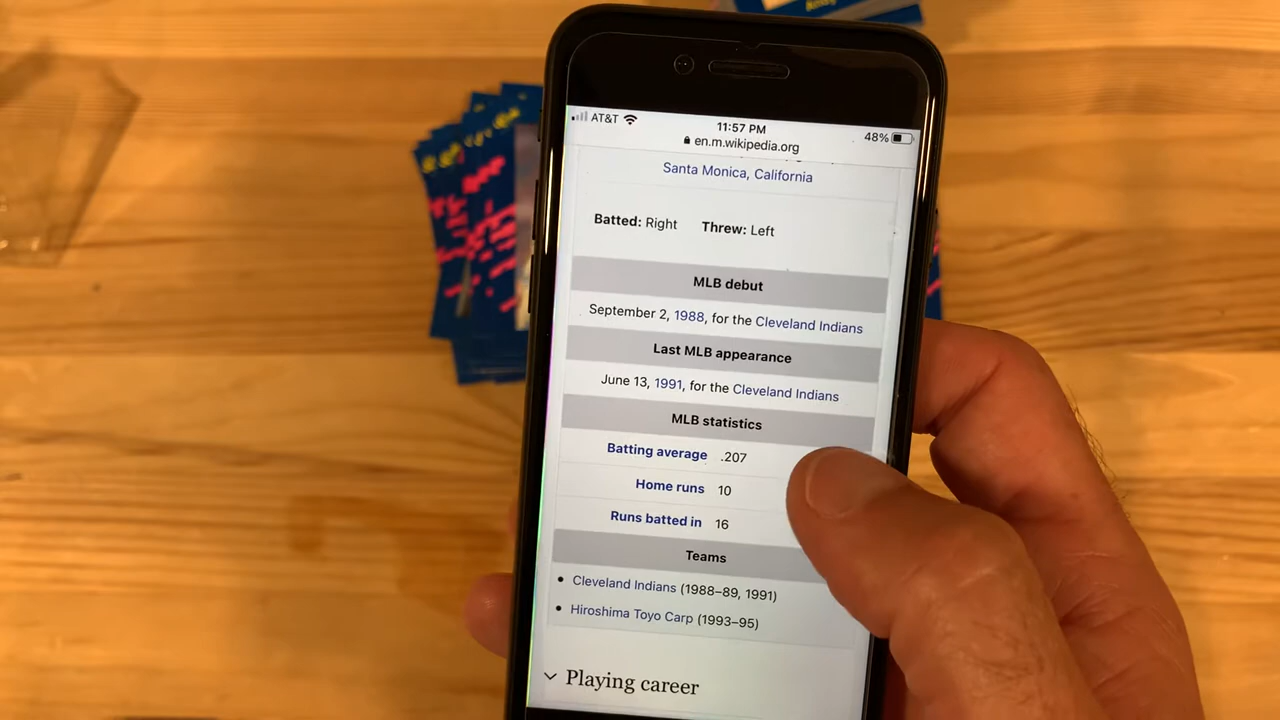 AT&T 11:57 PM 48%
en.m.wikipedia.org
Santa Monica, California
Batted: Right Threw: Left
MLB debut
September 2, 1988, for the Cleveland Indians
Last MLB appearance
June 13, 1991, for the Cleveland Indians
MLB statistics
Batting average .207
Home runs 10
Runs batted in 16
Teams
• Cleveland Indians (1988–89, 1991)
• Hiroshima Toyo Carp (1993–95)
Playing career